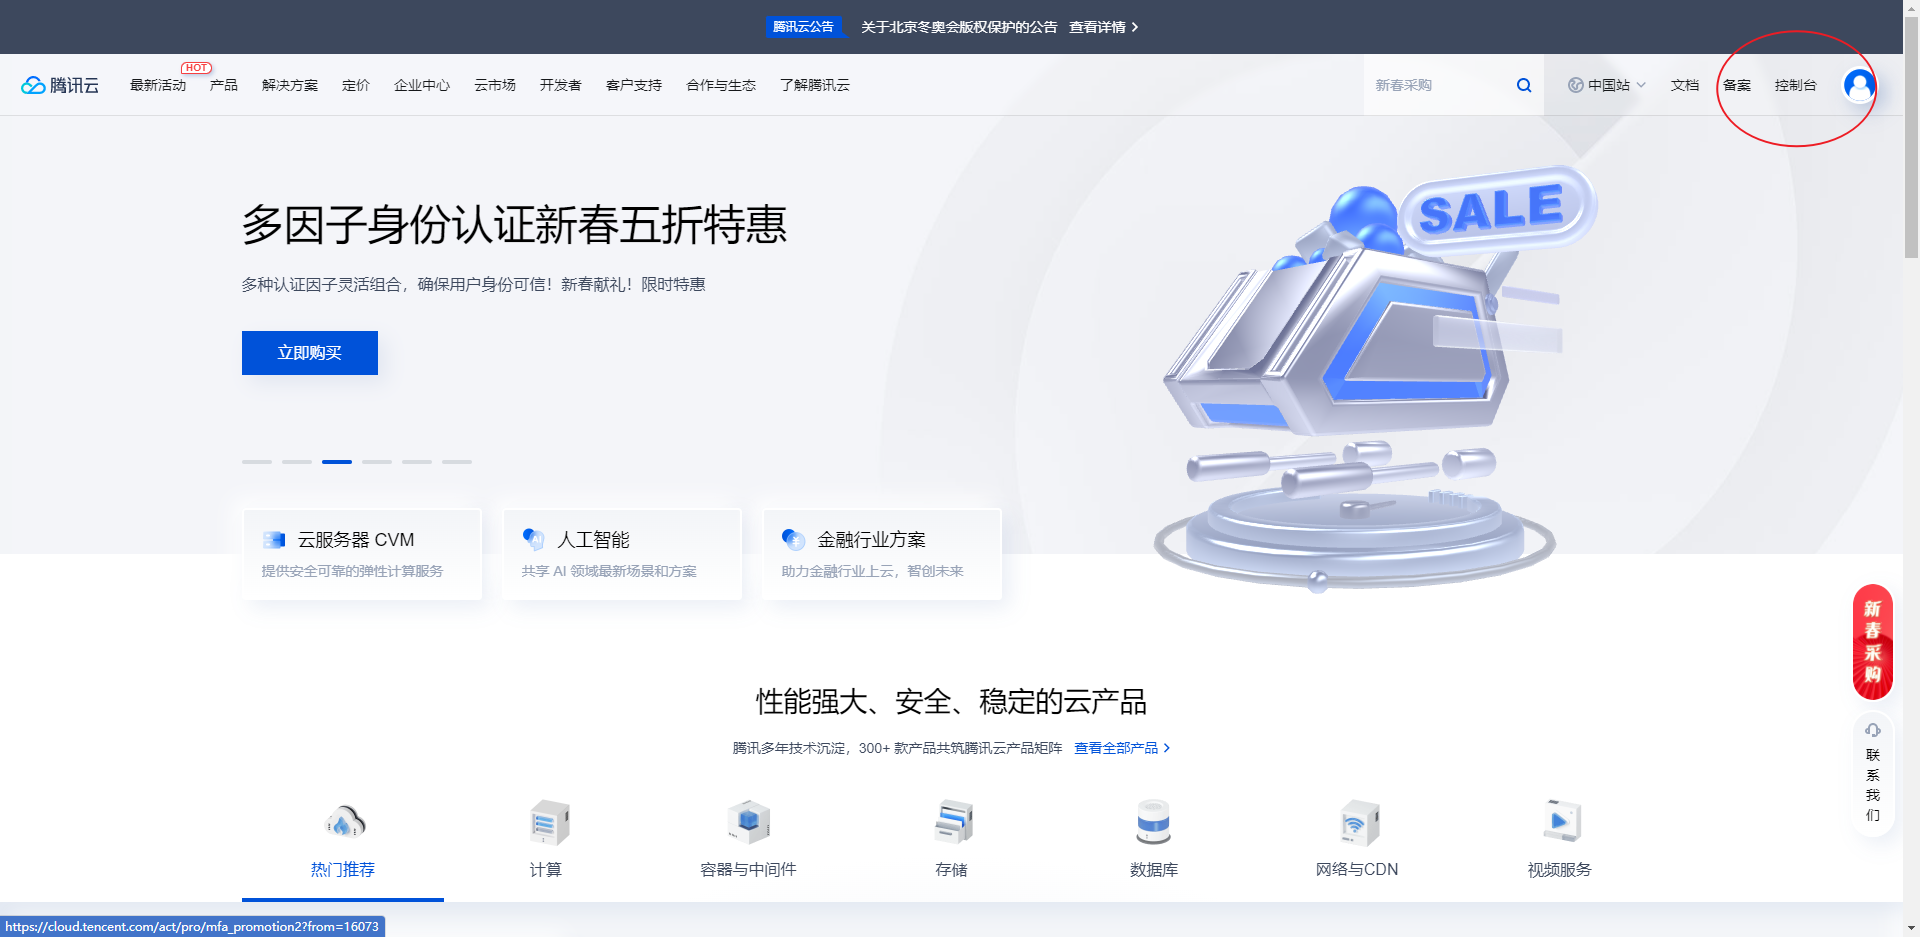 腾讯云公告 关于北京冬奥会版权保护的公告 查看详情
腾讯云 最新活动 HOT 产品 解决方案 定价 企业中心 云市场 开发者 客户支持 合作与生态 了解腾讯云 新春采购 中国站 文档 备案 控制台
SALE
多因子身份认证新春五折特惠
多种认证因子灵活组合，确保用户身份可信！新春献礼！限时特惠
立即购买
云服务器 CVM
提供安全可靠的弹性计算服务
AI 人工智能
共享 AI 领域最新场景和方案
¥ 金融行业方案
助力金融行业上云，智创未来
新春采购
联系我们
性能强大、安全、稳定的云产品
腾讯多年技术沉淀，300+ 款产品共筑腾讯云产品矩阵 查看全部产品
热门推荐 计算 容器与中间件 存储 数据库 网络与CDN 视频服务
https://cloud.tencent.com/act/pro/mfa_promotion2?from=16073